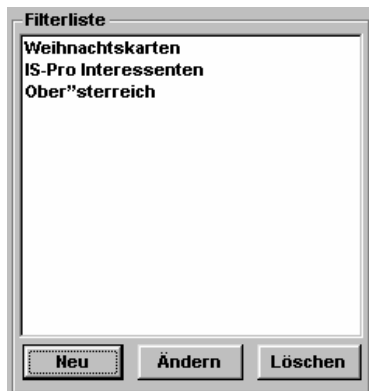 Filterliste
Weihnachtskarten
IS-Pro Interessenten
Ober”sterreich
Neu Ändern Löschen